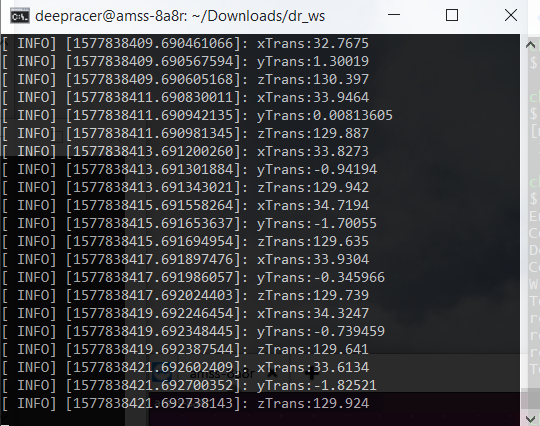 deepracer@amss-8a8r: ~/Downloads/dr_ws
[ INFO] [1577838409.690461066]: xTrans:32.7675
[ INFO] [1577838409.690567594]: yTrans:1.30019
[ INFO] [1577838409.690605168]: zTrans:130.397
[ INFO] [1577838411.690830011]: xTrans:33.9464
[ INFO] [1577838411.690942135]: yTrans:0.00813605
[ INFO] [1577838411.690981345]: zTrans:129.887
[ INFO] [1577838413.691200260]: xTrans:33.8273
[ INFO] [1577838413.691301884]: yTrans:-0.94194
[ INFO] [1577838413.691343021]: zTrans:129.942
[ INFO] [1577838415.691558264]: xTrans:34.7194
[ INFO] [1577838415.691653637]: yTrans:-1.70055
[ INFO] [1577838415.691694954]: zTrans:129.635
[ INFO] [1577838417.691897476]: xTrans:33.9304
[ INFO] [1577838417.691986057]: yTrans:-0.345966
[ INFO] [1577838417.692024403]: zTrans:129.739
[ INFO] [1577838419.692246454]: xTrans:34.3247
[ INFO] [1577838419.692348445]: yTrans:-0.739459
[ INFO] [1577838419.692387544]: zTrans:129.641
[ INFO] [1577838421.692602409]: xTrans:33.6134
[ INFO] [1577838421.692700352]: yTrans:-1.82521
[ INFO] [1577838421.692738143]: zTrans:129.924